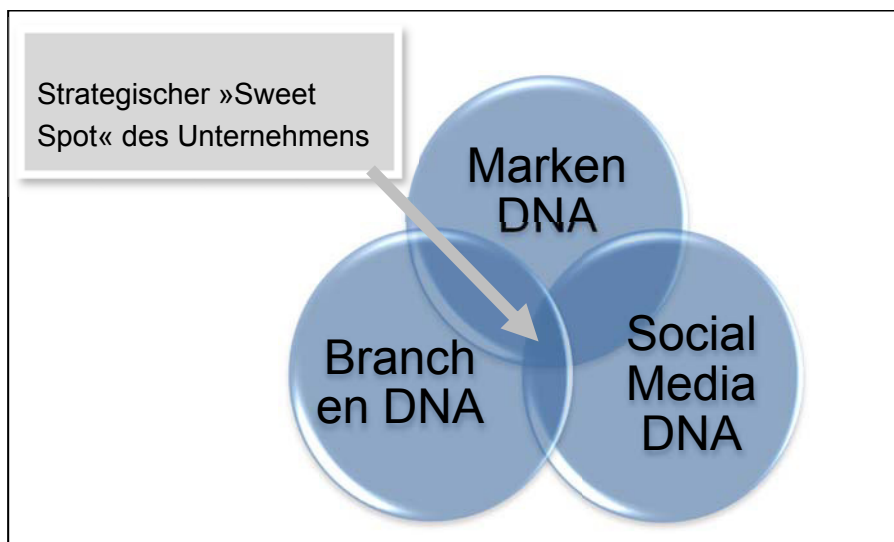 Strategischer »Sweet
Spot« des Unternehmens
Marken
DNA
Branch
en DNA
Social
Media
DNA